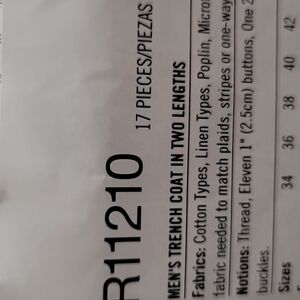 R11210 17 PIECES/PIEZAS
MEN'S TRENCH COAT IN TWO LENGTHS
Fabrics: Cotton Types, Linen Types, Poplin,
fabric needed to match plaids, stripes or one-way
Notions: Thread, Eleven 1" (2.5cm) buttons, One 2
buckles.
Sizes 34 36 38 40 42